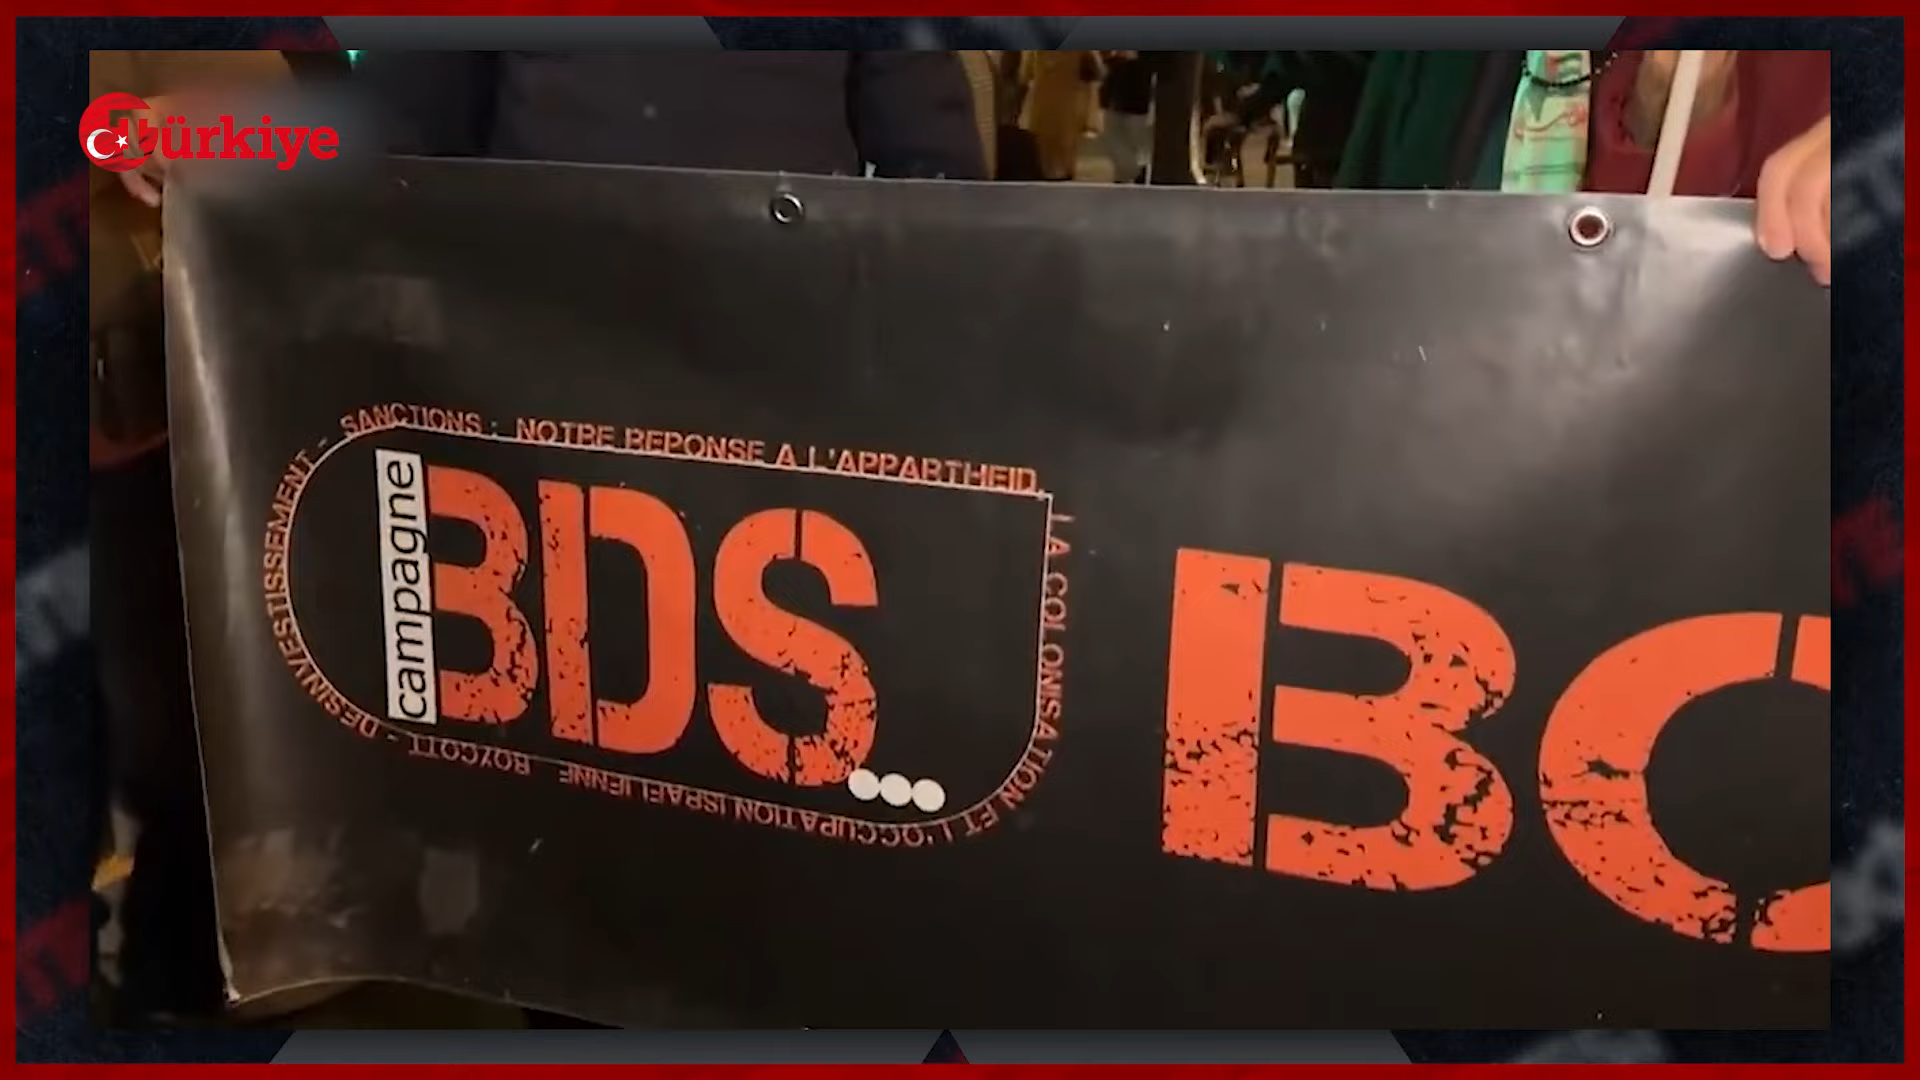 türkiye
BOYCOTT - DESINVESTISSEMENT - SANCTIONS : NOTRE REPONSE A L'APPARTHEID, LA COLONISATION ET L'OCCUPATION ISRAELIENNE
campagne
BDS...
BO